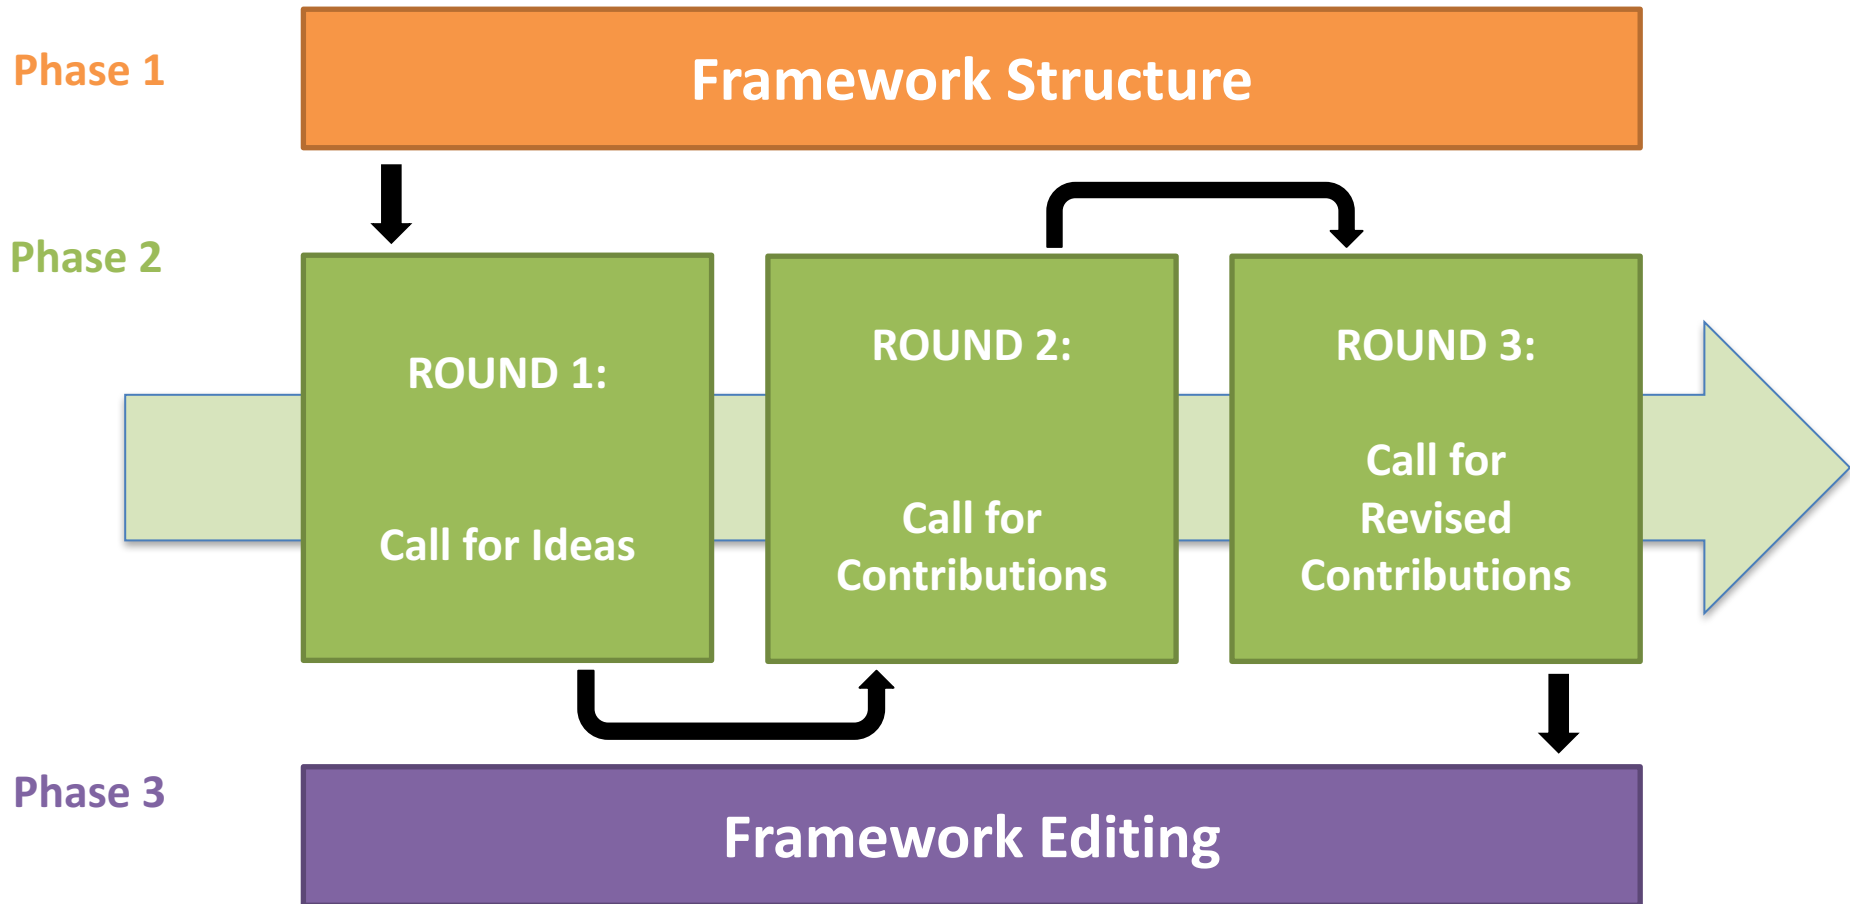 Phase 1
Framework Structure
Phase 2
ROUND 1:
Call for Ideas
ROUND 2:
Call for
Contributions
ROUND 3:
Call for
Revised
Contributions
Phase 3
Framework Editing